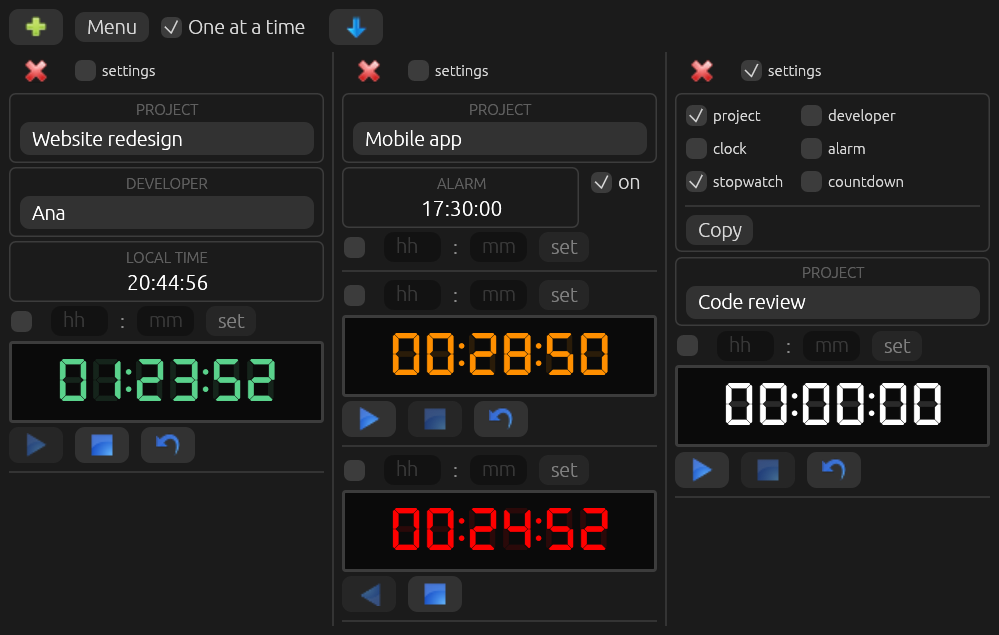 Menu One at a time
settings
PROJECT
Website redesign
DEVELOPER
Ana
LOCAL TIME
20:44:56
hh : mm set
01:23:52
settings
PROJECT
Mobile app
ALARM
17:30:00
on
hh : mm set
hh : mm set
00:28:50
hh : mm set
00:24:52
settings
project developer
clock alarm
stopwatch countdown
Copy
PROJECT
Code review
hh : mm set
00:00:00